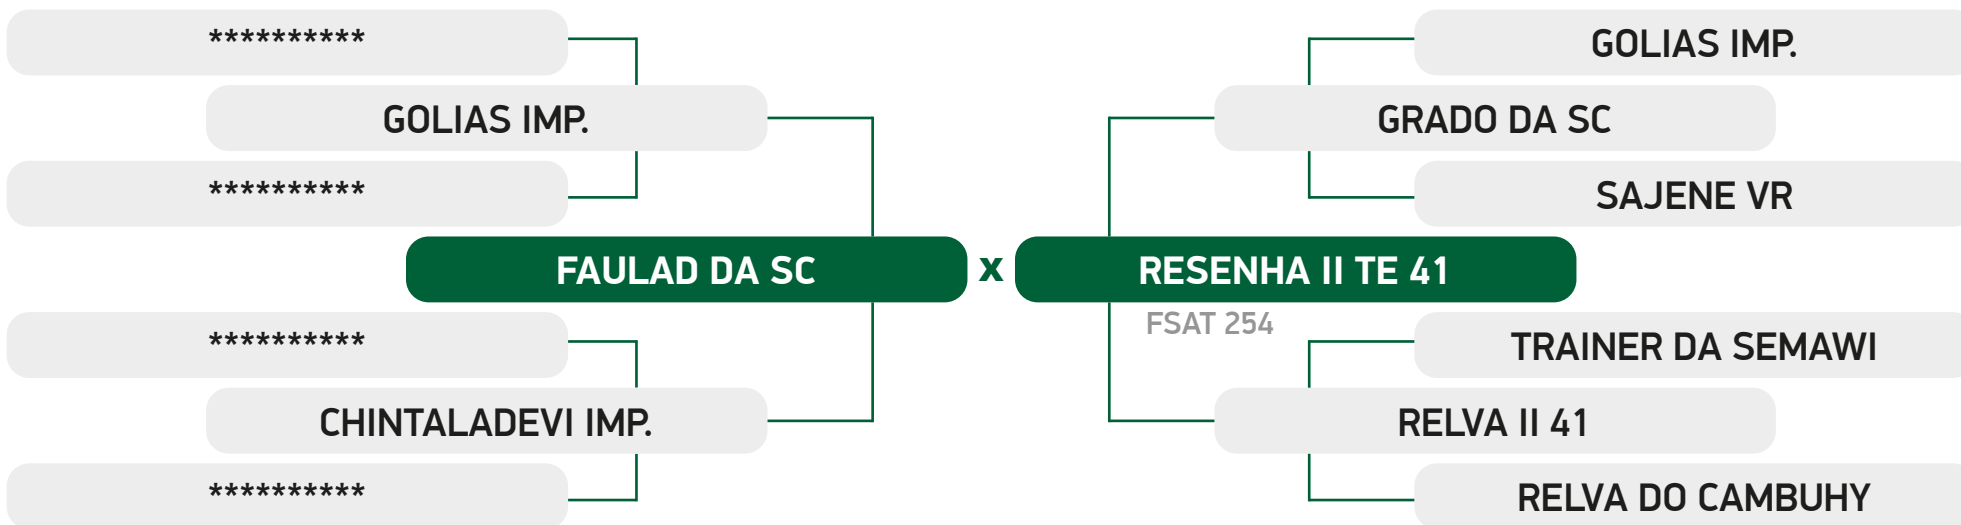 **********
GOLIAS IMP.
**********
FAULAD DA SC
**********
CHINTALADEVI IMP.
**********
x
GOLIAS IMP.
GRADO DA SC
SAJENE VR
RESENHA II TE 41
FSAT 254
TRAINER DA SEMAWI
RELVA II 41
RELVA DO CAMBUHY